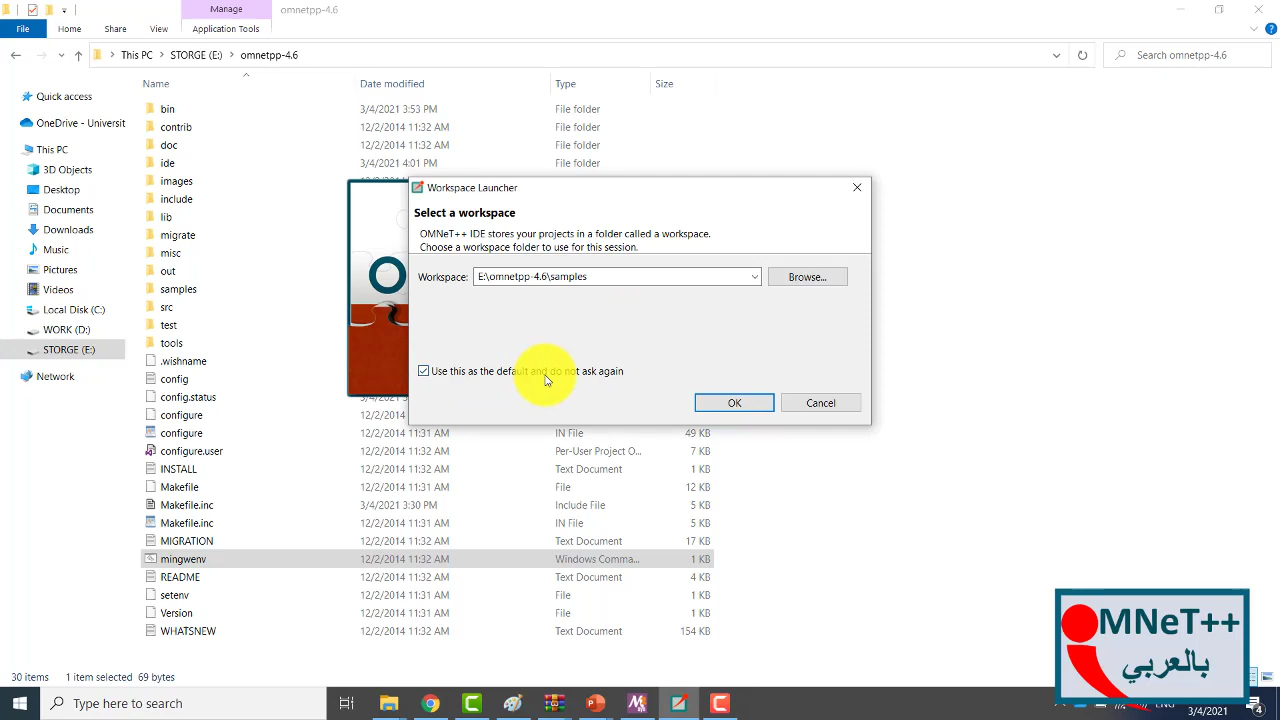 Manage
omnetpp-4.6
File
Home
Share
View
Application Tools
This PC
STORGE (E:)
omnetpp-4.6
Search omnetpp-4.6
Name
Date modified
Type
Size
Quick access
OneDrive - Universit
This PC
3D Objects
Desktop
Documents
Downloads
Music
Pictures
Videos
Local Disk (C:)
WORK (D:)
STORGE (E:)
Network
bin 3/4/2021 3:53 PM File folder
contrib 12/2/2014 11:32 AM File folder
doc 12/2/2014 11:32 AM File folder
ide 3/4/2021 4:01 PM File folder
images
include
lib
migrate
misc
out
samples
src
test
tools
.wishname
config
config.status
configure
configure 12/2/2014 11:31 AM IN File 49 KB
configure.user 12/2/2014 11:31 AM Per-User Project O... 7 KB
INSTALL 12/2/2014 11:31 AM Text Document 1 KB
Makefile 12/2/2014 11:31 AM File 12 KB
Makefile.inc 3/4/2021 3:30 PM Include File 5 KB
Makefile.inc 12/2/2014 11:31 AM IN File 5 KB
MIGRATION 12/2/2014 11:32 AM Text Document 17 KB
mingwenv 12/2/2014 11:32 AM Windows Comma... 1 KB
README 12/2/2014 11:32 AM Text Document 4 KB
setenv 12/2/2014 11:31 AM File 1 KB
Version 12/2/2014 11:31 AM File 1 KB
WHATSNEW 12/2/2014 11:32 AM Text Document 154 KB
Workspace Launcher
Select a workspace
OMNeT++ IDE stores your projects in a folder called a workspace.
Choose a workspace folder to use for this session.
Workspace:
E:\omnetpp-4.6\samples
Browse...
Use this as the default and do not ask again
OK
Cancel
OMNeT++
بالعربي
30 items
1 item selected 69 bytes
Type here to search
3/4/2021
4